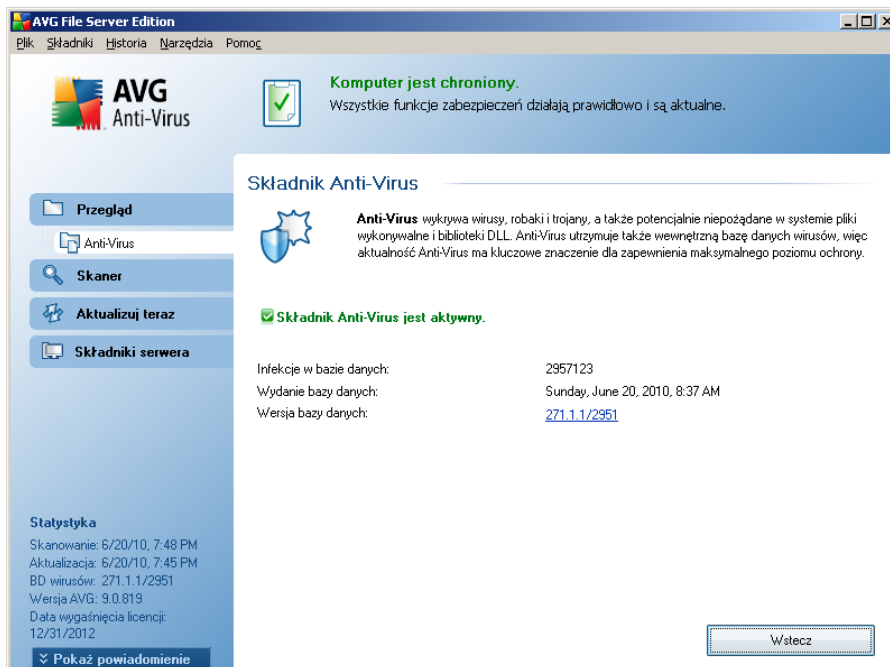 AVG File Server Edition
Plik Składniki Historia Narzędzia Pomoc
AVG
Anti-Virus
Komputer jest chroniony.
Wszystkie funkcje zabezpieczeń działają prawidłowo i są aktualne.
Przegląd
Anti-Virus
Skaner
Aktualizuj teraz
Składniki serwera
Składnik Anti-Virus
Anti-Virus wykrywa wirusy, robaki i trojany, a także potencjalnie niepożądane w systemie pliki
wykonywalne i biblioteki DLL. Anti-Virus utrzymuje także wewnętrzną bazę danych wirusów, więc
aktualność Anti-Virus ma kluczowe znaczenie dla zapewnienia maksymalnego poziomu ochrony.
Składnik Anti-Virus jest aktywny.
Infekcje w bazie danych: 2957123
Wydanie bazy danych: Sunday, June 20, 2010, 8:37 AM
Wersja bazy danych: 271.1.1/2951
Statystyka
Skanowanie: 6/20/10, 7:48 PM
Aktualizacja: 6/20/10, 7:45 PM
BD wirusów: 271.1.1/2951
Wersja AVG: 9.0.819
Data wygaśnięcia licencji:
12/31/2012
Pokaż powiadomienie
Wstecz